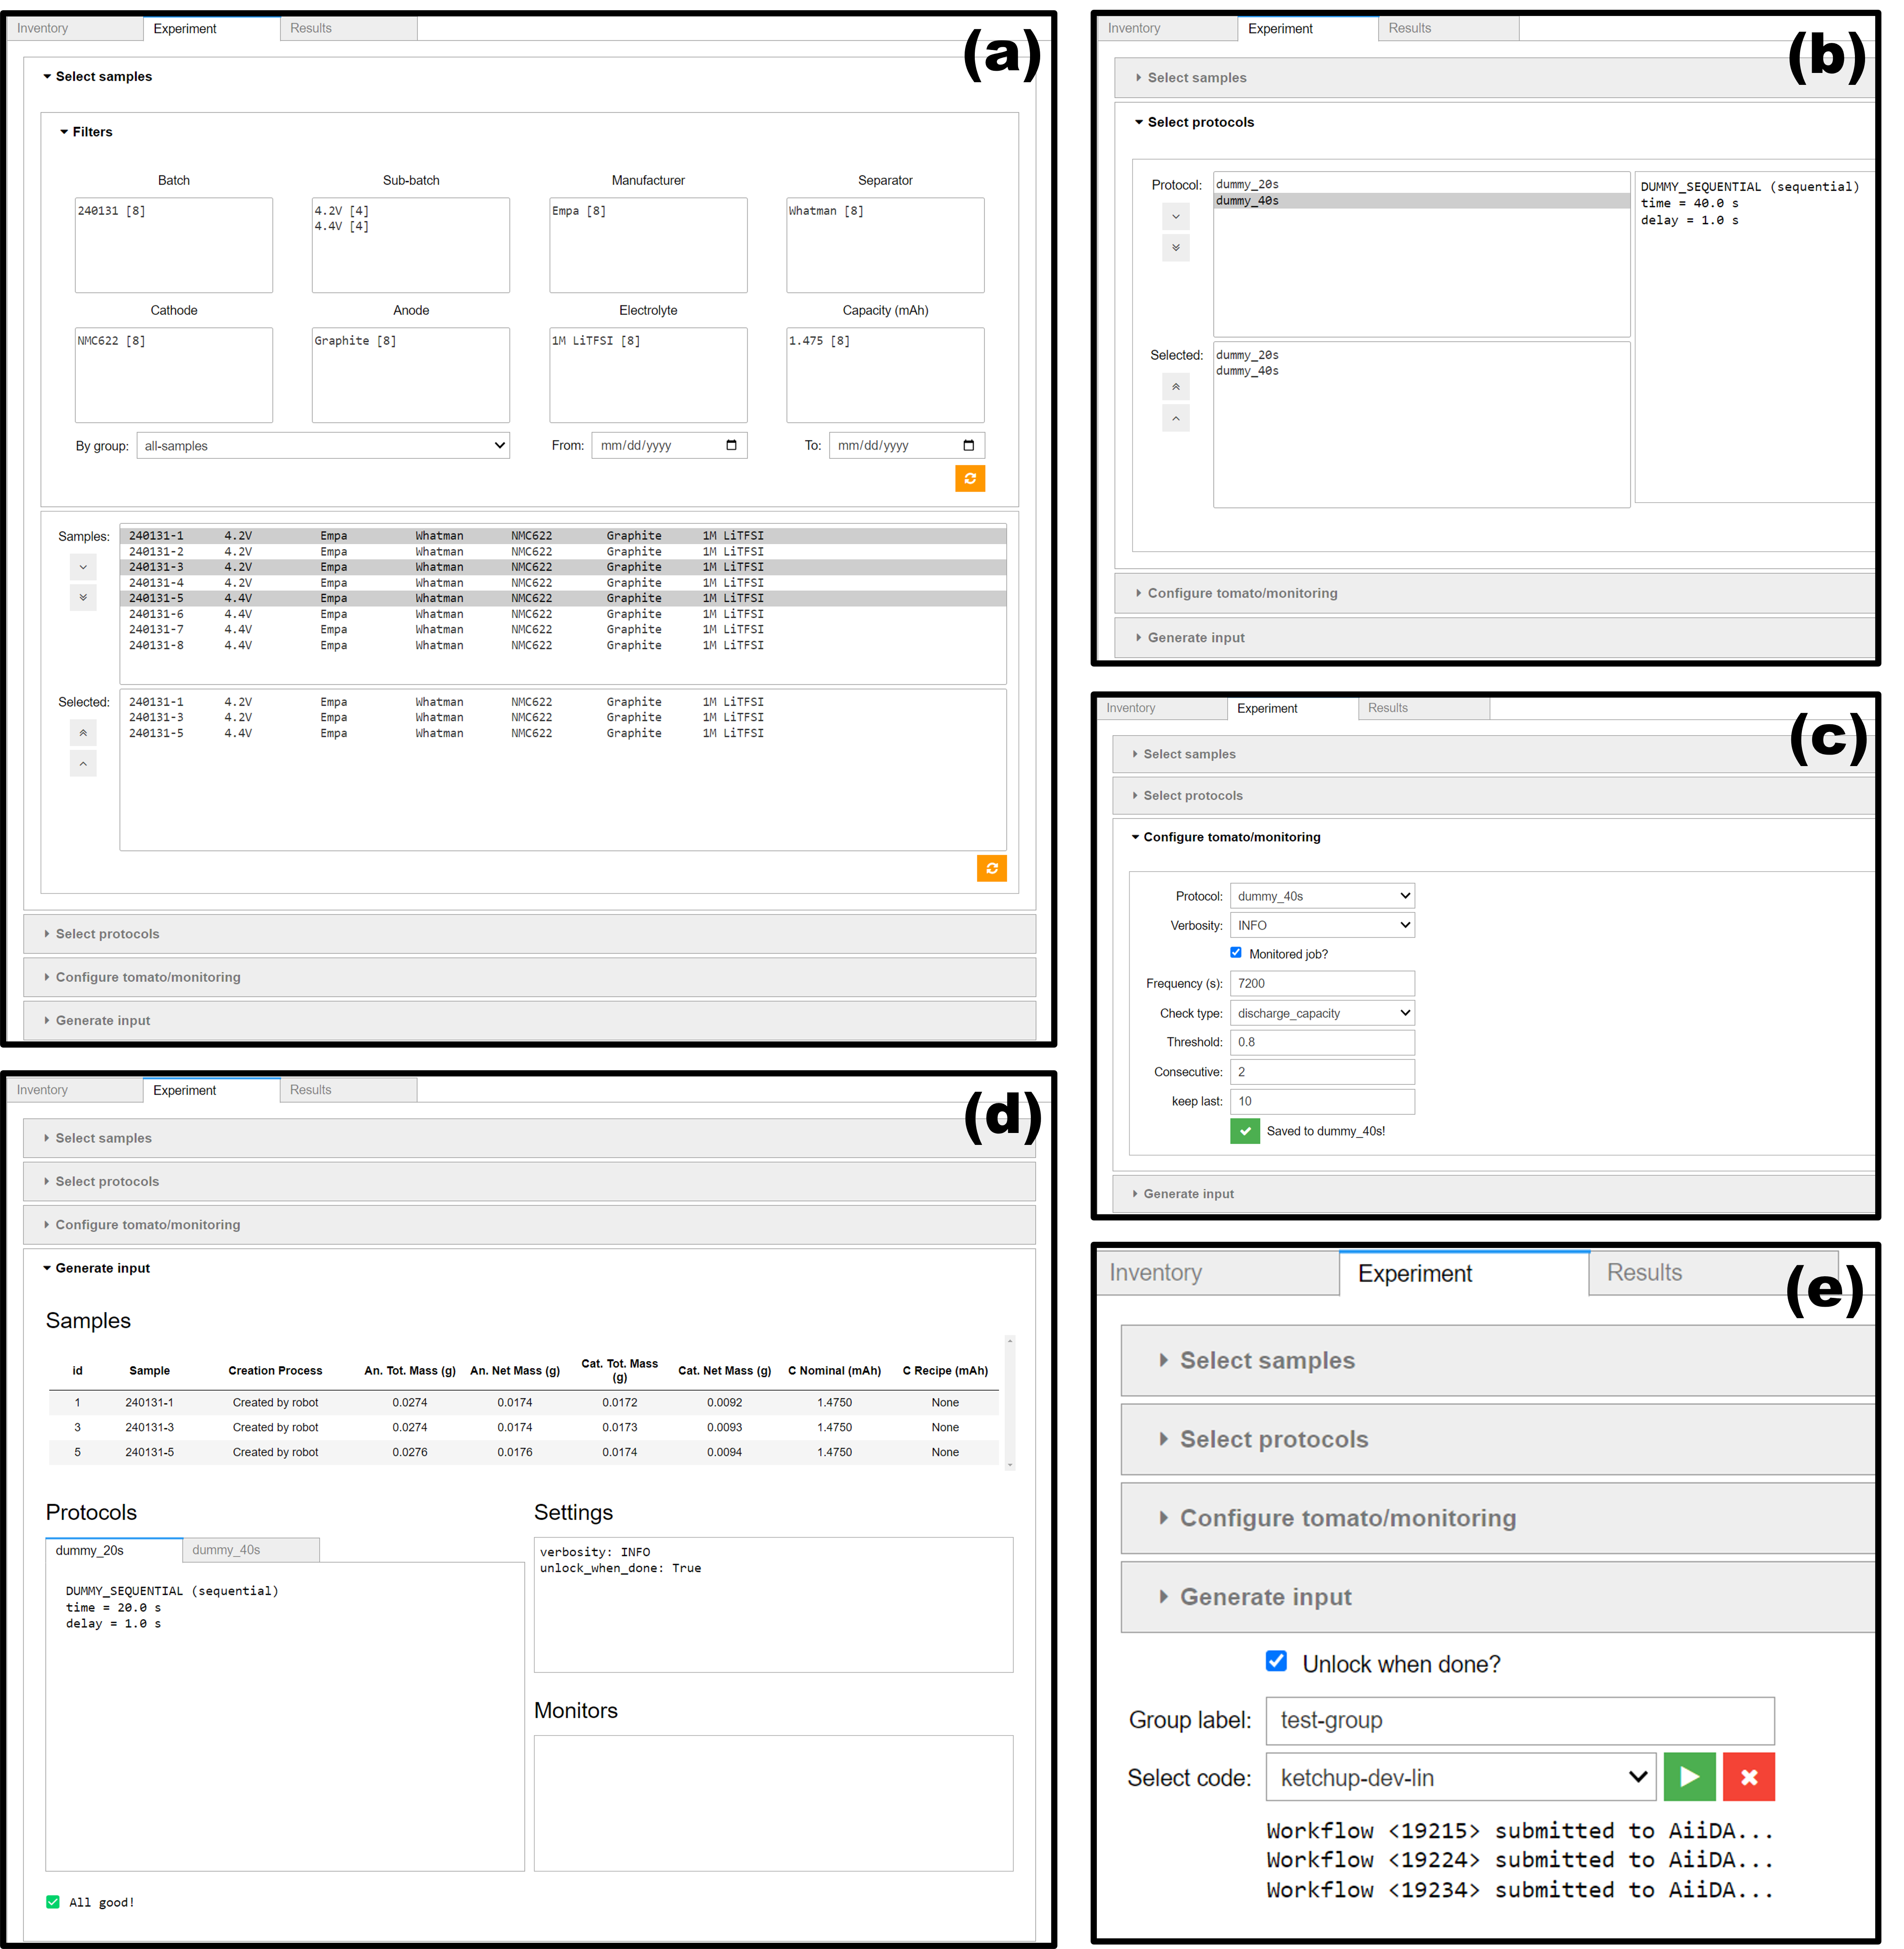 (a)
Inventory Experiment Results
Select samples
Filters
Batch Sub-batch Manufacturer Separator
240131 [8] 4.2V [4] Empa [8] Whatman [8]
4.4V [4]
Cathode Anode Electrolyte Capacity (mAh)
NMC622 [8] Graphite [8] 1M LiTFSI [8] 1.475 [8]
By group: all-samples From: mm/dd/yyyy To: mm/dd/yyyy
Samples: 240131-1 4.2V Empa Whatman NMC622 Graphite 1M LiTFSI
240131-2 4.2V Empa Whatman NMC622 Graphite 1M LiTFSI
240131-3 4.2V Empa Whatman NMC622 Graphite 1M LiTFSI
240131-4 4.2V Empa Whatman NMC622 Graphite 1M LiTFSI
240131-5 4.4V Empa Whatman NMC622 Graphite 1M LiTFSI
240131-6 4.4V Empa Whatman NMC622 Graphite 1M LiTFSI
240131-7 4.4V Empa Whatman NMC622 Graphite 1M LiTFSI
240131-8 4.4V Empa Whatman NMC622 Graphite 1M LiTFSI
Selected: 240131-1 4.2V Empa Whatman NMC622 Graphite 1M LiTFSI
240131-3 4.2V Empa Whatman NMC622 Graphite 1M LiTFSI
240131-5 4.4V Empa Whatman NMC622 Graphite 1M LiTFSI
Select protocols
Configure tomato/monitoring
Generate input
(b)
Inventory Experiment Results
Select samples
Select protocols
Protocol: dummy_20s
dummy_40s
DUMMY_SEQUENTIAL (sequential)
time = 40.0 s
delay = 1.0 s
Selected: dummy_20s
dummy_40s
Configure tomato/monitoring
Generate input
(c)
Inventory Experiment Results
Select samples
Select protocols
Configure tomato/monitoring
Protocol: dummy_40s
Verbosity: INFO
Monitored job?
Frequency (s): 7200
Check type: discharge_capacity
Threshold: 0.8
Consecutive: 2
keep last: 10
Saved to dummy_40s!
Generate input
(d)
Inventory Experiment Results
Select samples
Select protocols
Configure tomato/monitoring
Generate input
Samples
id Sample Creation Process An. Tot. Mass (g) An. Net Mass (g) Cat. Tot. Mass (g) Cat. Net Mass (g) C Nominal (mAh) C Recipe (mAh)
1 240131-1 Created by robot 0.0274 0.0174 0.0172 0.0092 1.4750 None
3 240131-3 Created by robot 0.0274 0.0174 0.0173 0.0093 1.4750 None
5 240131-5 Created by robot 0.0276 0.0176 0.0174 0.0094 1.4750 None
Protocols
dummy_20s dummy_40s
DUMMY_SEQUENTIAL (sequential)
time = 20.0 s
delay = 1.0 s
Settings
verbosity: INFO
unlock_when_done: True
Monitors
All good!
(e)
Inventory Experiment Results
Select samples
Select protocols
Configure tomato/monitoring
Generate input
Unlock when done?
Group label: test-group
Select code: ketchup-dev-lin
Workflow <19215> submitted to AiiDA...
Workflow <19224> submitted to AiiDA...
Workflow <19234> submitted to AiiDA...